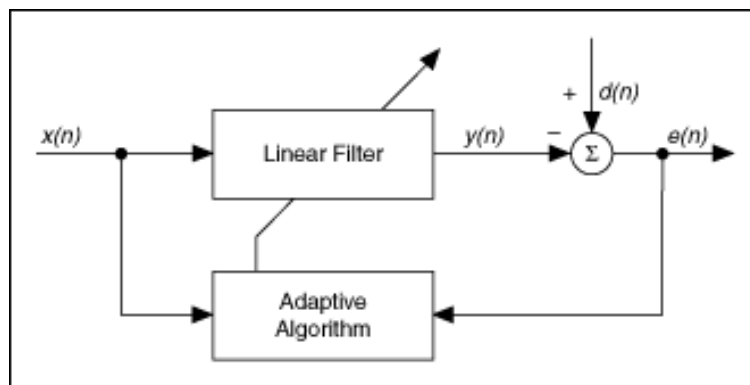 + d(n)
x(n)
Linear Filter
y(n)
−
Σ
e(n)
Adaptive
Algorithm